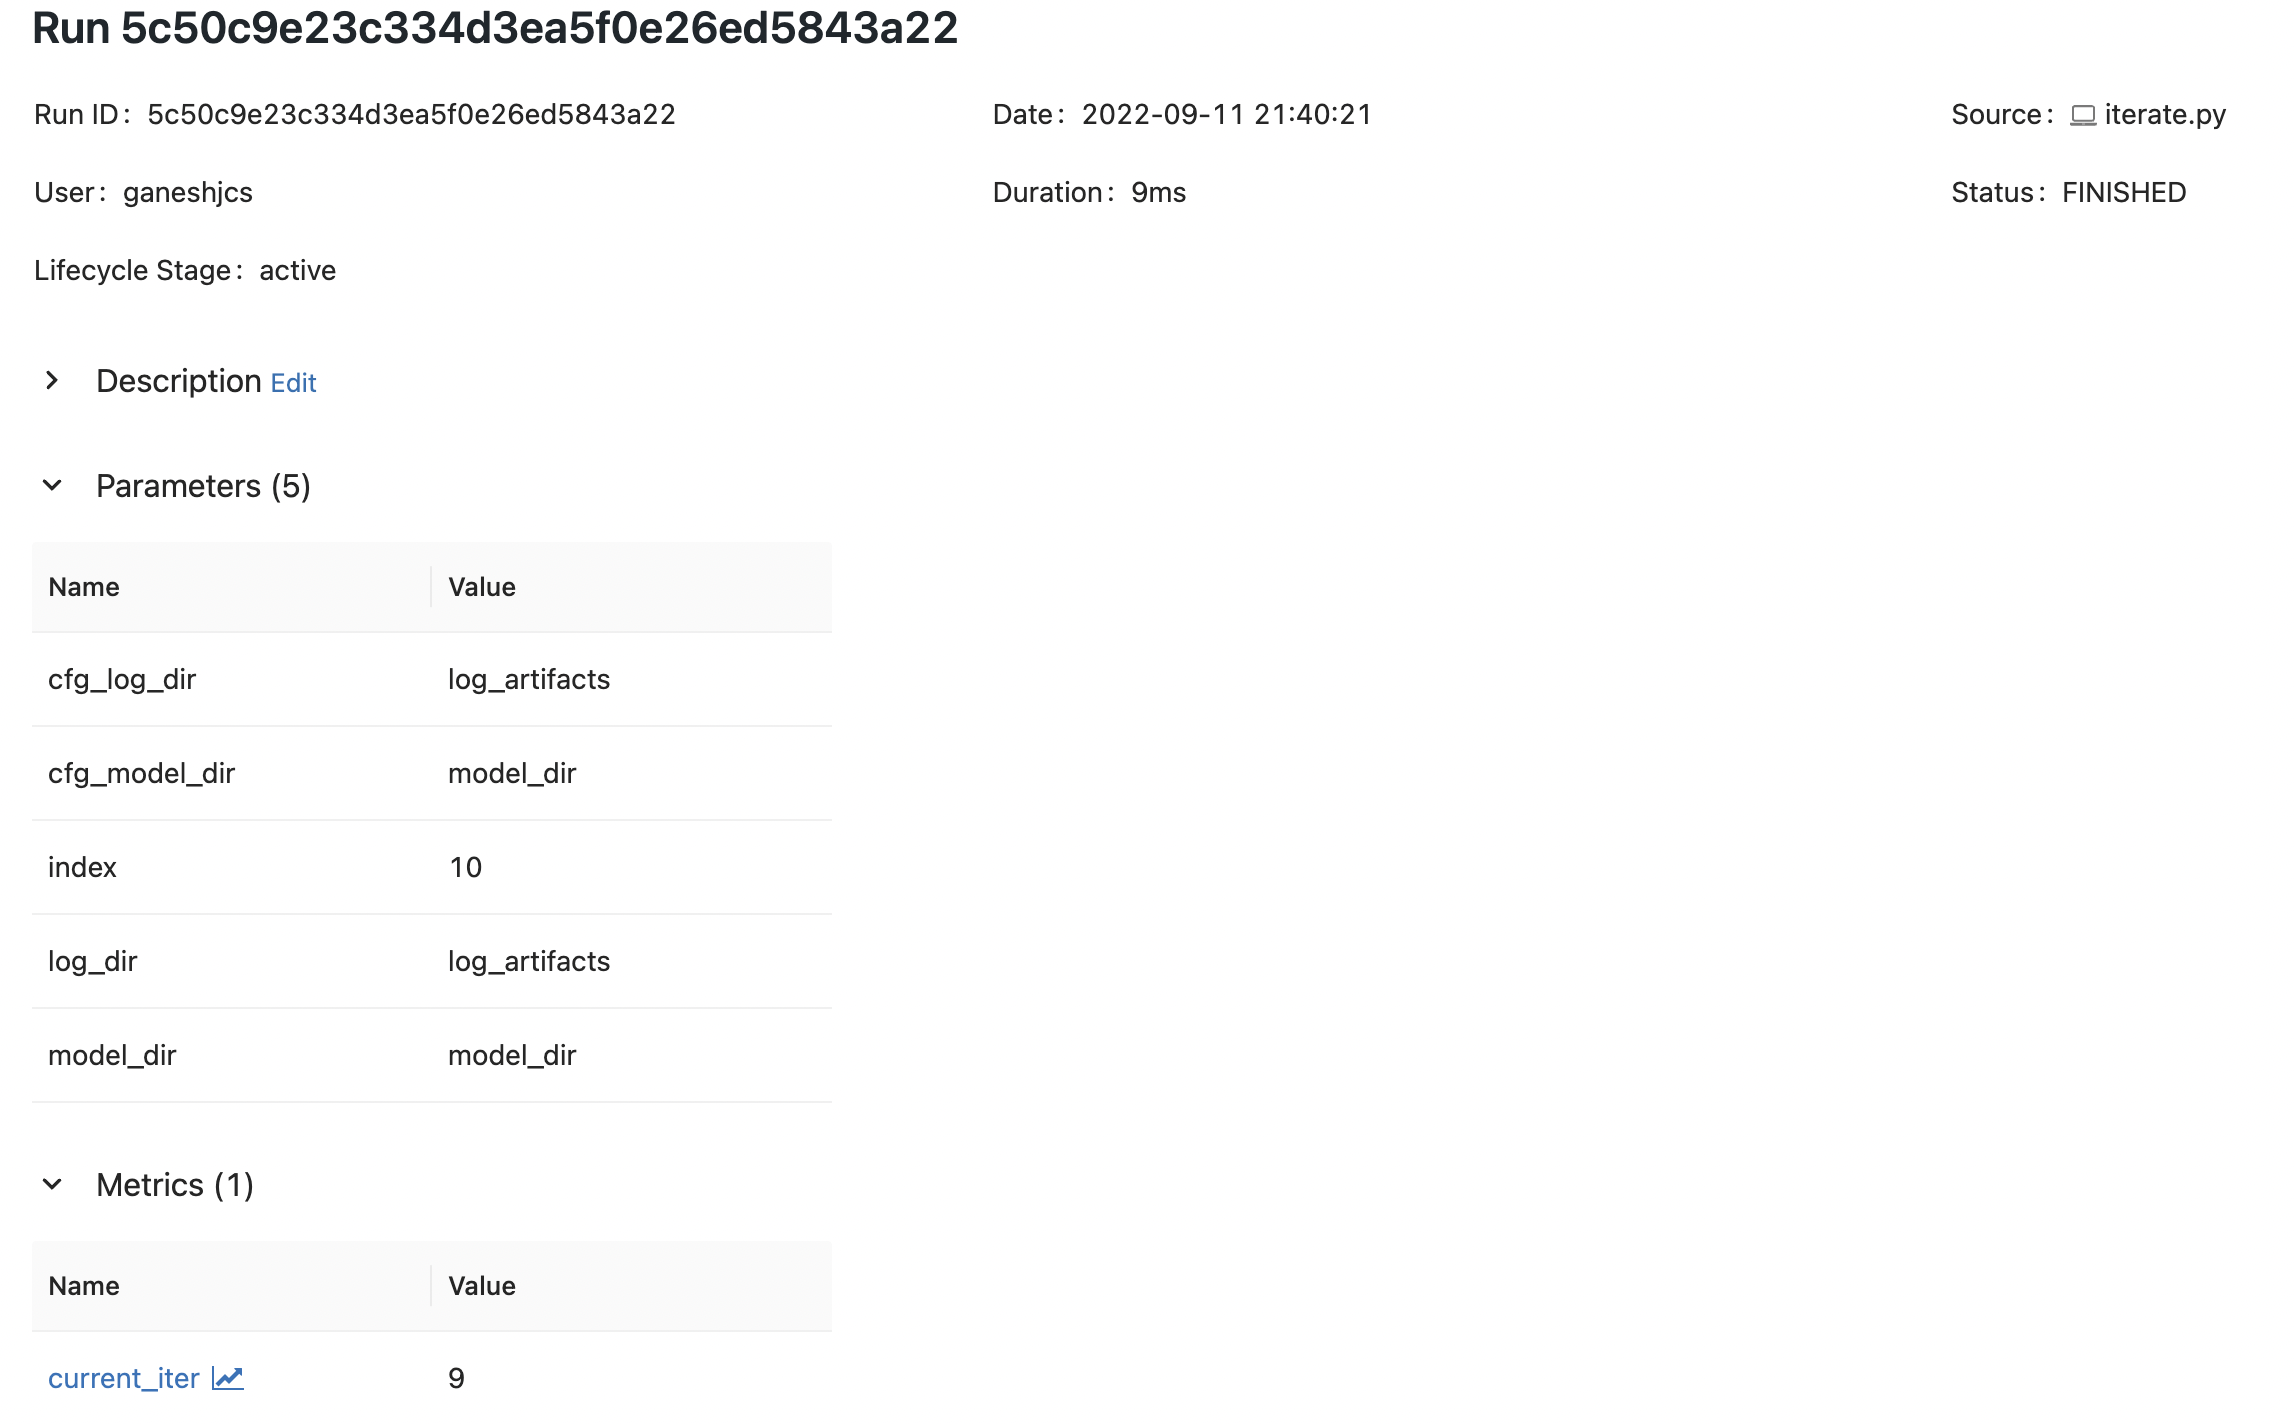 Run 5c50c9e23c334d3ea5f0e26ed5843a22
Run ID: 5c50c9e23c334d3ea5f0e26ed5843a22
Date: 2022-09-11 21:40:21
Source: iterate.py
User: ganeshjcs
Duration: 9ms
Status: FINISHED
Lifecycle Stage: active
Description Edit
Parameters (5)
Name Value
cfg_log_dir log_artifacts
cfg_model_dir model_dir
index 10
log_dir log_artifacts
model_dir model_dir
Metrics (1)
Name Value
current_iter 9